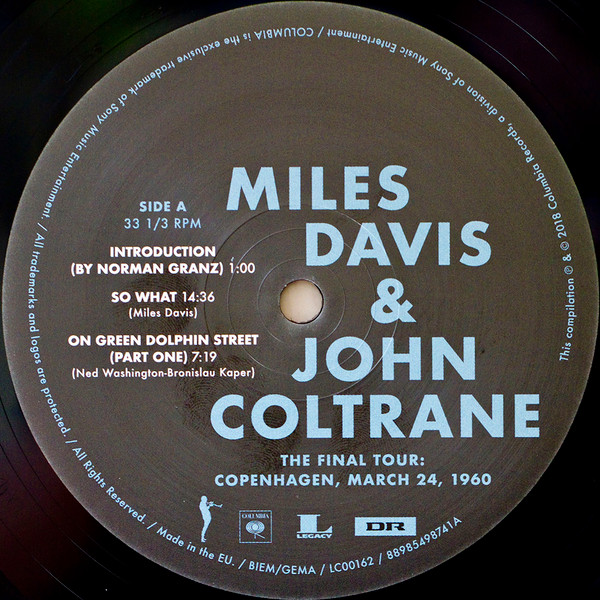 MILES
DAVIS
&
JOHN
COLTRANE
THE FINAL TOUR:
COPENHAGEN, MARCH 24, 1960
SIDE A
33 1/3 RPM
INTRODUCTION
(BY NORMAN GRANZ) 1:00
SO WHAT 14:36
(Miles Davis)
ON GREEN DOLPHIN STREET
(PART ONE) 7:19
(Ned Washington-Bronislau Kaper)
COLUMBIA
L
LEGACY
DR
This compilation ℗ & © 2018 Columbia Records, a division of Sony Music Entertainment / COLUMBIA is the exclusive trademark of Sony Music Entertainment. / All trademarks and logos are protected. / All Rights Reserved. / Made in the EU. / BIEM/GEMA / LC00162 / 88985498741A